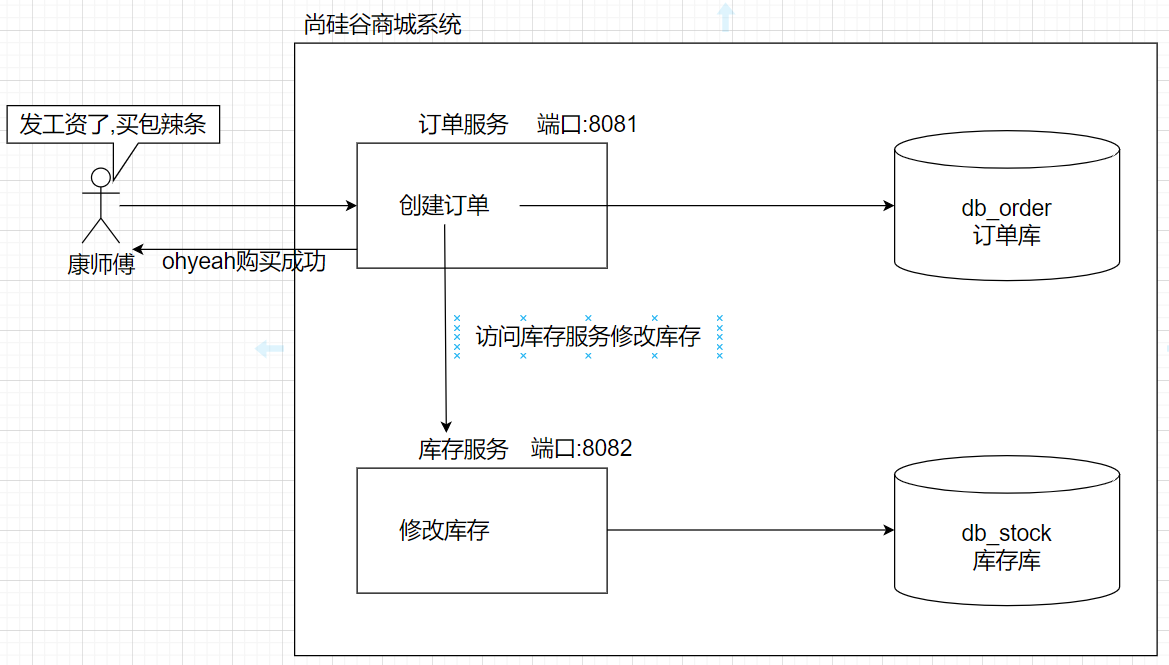 尚硅谷商城系统
发工资了,买包辣条
订单服务 端口:8081
创建订单
db_order
订单库
康师傅
ohyeah购买成功
访问库存服务修改库存
库存服务 端口:8082
修改库存
db_stock
库存库